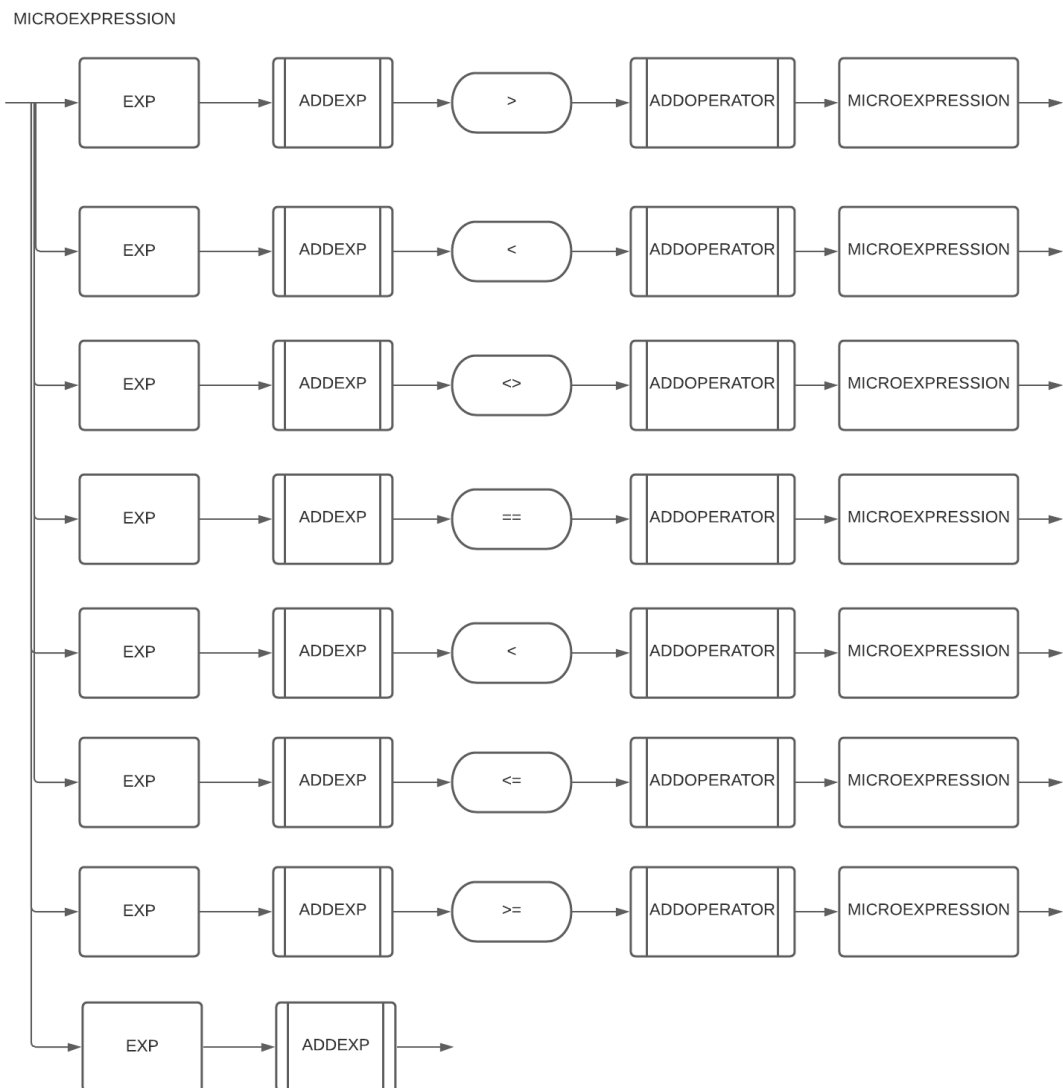 MICROEXPRESSION
EXP ADDEXP > ADDOPERATOR MICROEXPRESSION
EXP ADDEXP < ADDOPERATOR MICROEXPRESSION
EXP ADDEXP <> ADDOPERATOR MICROEXPRESSION
EXP ADDEXP == ADDOPERATOR MICROEXPRESSION
EXP ADDEXP < ADDOPERATOR MICROEXPRESSION
EXP ADDEXP <= ADDOPERATOR MICROEXPRESSION
EXP ADDEXP >= ADDOPERATOR MICROEXPRESSION
EXP ADDEXP